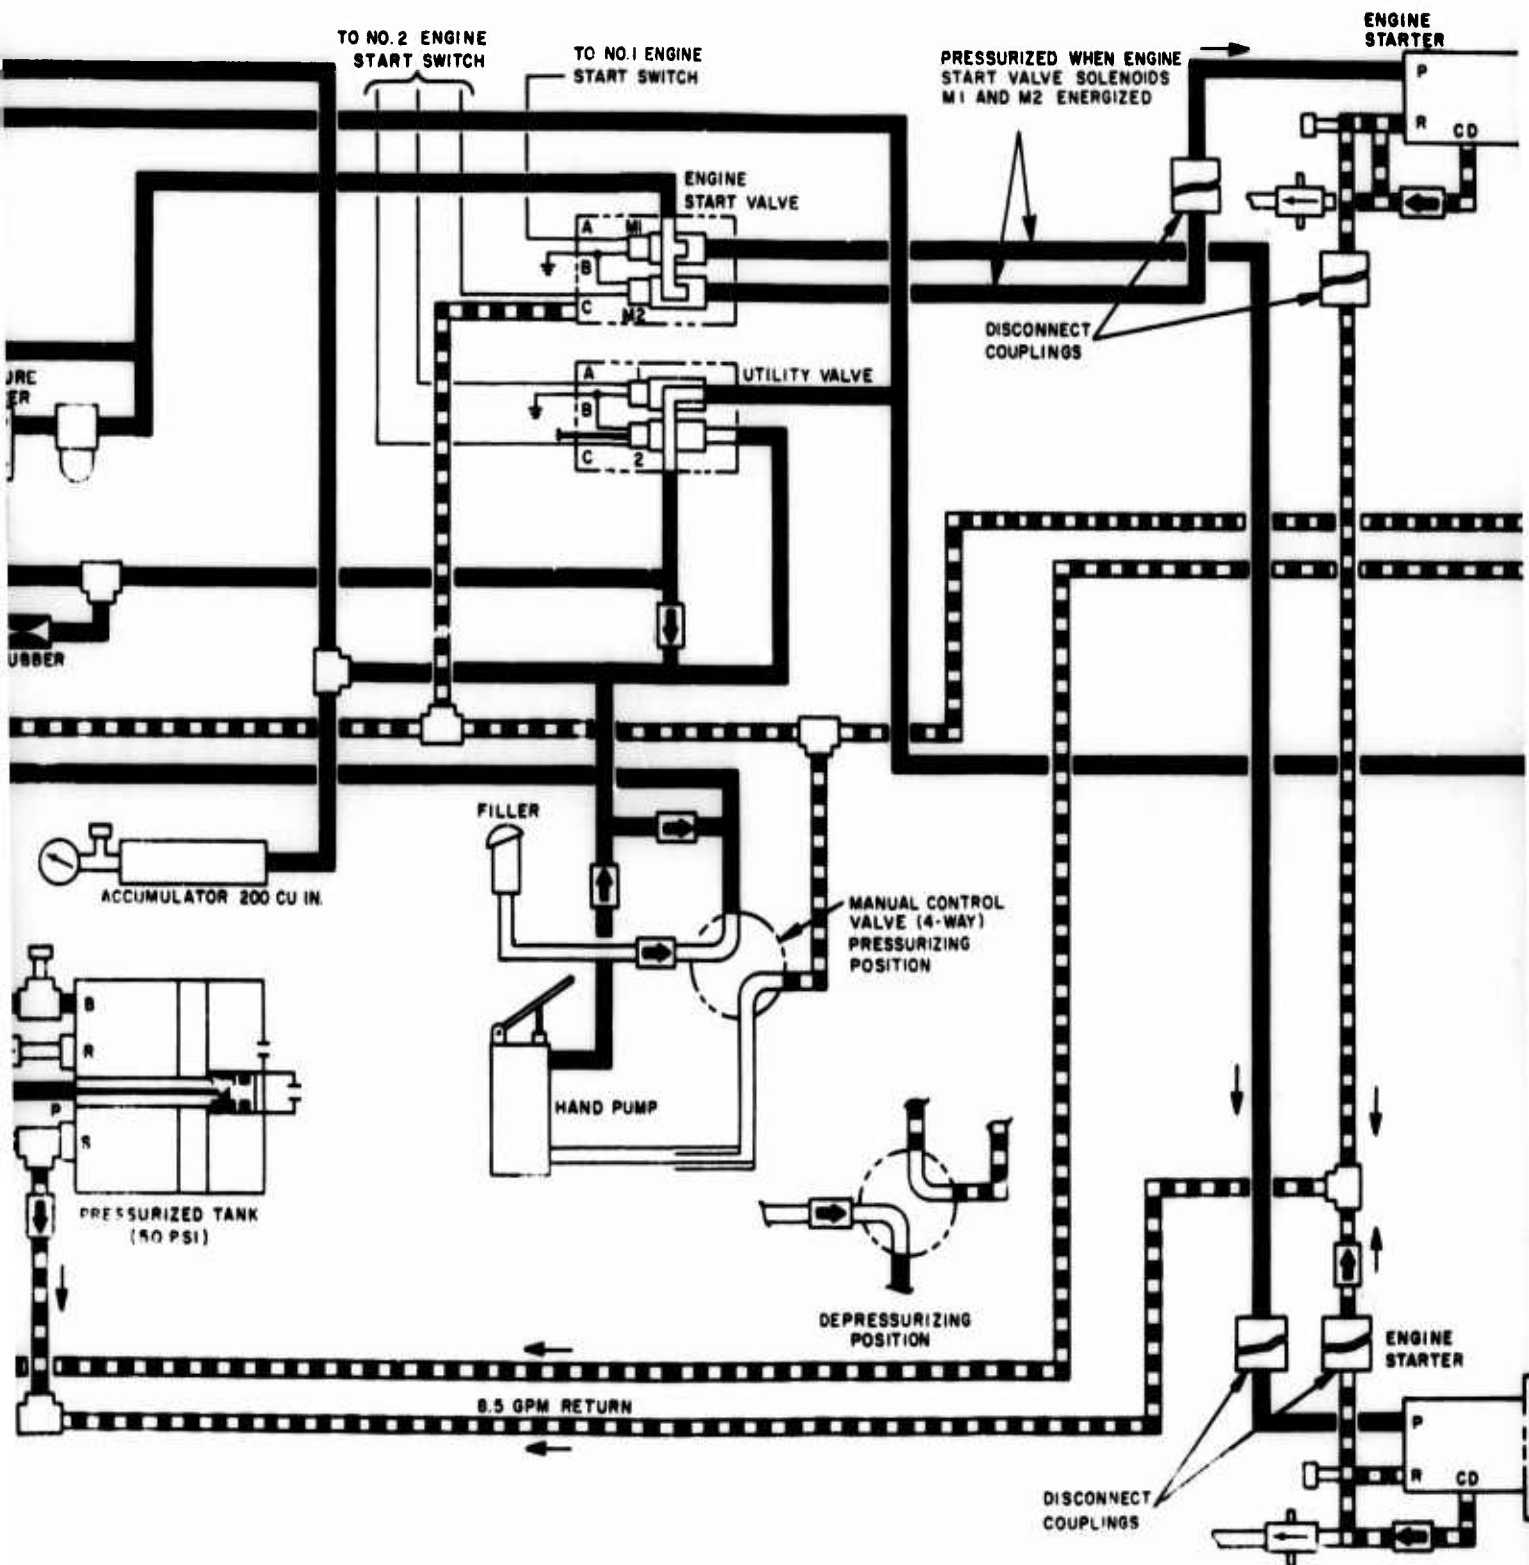 TO NO.2 ENGINE
START SWITCH
TO NO.1 ENGINE
START SWITCH
PRESSURIZED WHEN ENGINE
START VALVE SOLENOIDS
M1 AND M2 ENERGIZED
ENGINE
STARTER
P
R
CD
ENGINE
START VALVE
A
M1
B
C
M2
DISCONNECT
COUPLINGS
URE
ER
A
1
UTILITY VALVE
B
C
2
UBBER
FILLER
ACCUMULATOR 200 CU IN.
MANUAL CONTROL
VALVE (4-WAY)
PRESSURIZING
POSITION
B
R
P
S
HAND PUMP
PRESSURIZED TANK
(50 PSI)
DEPRESSURIZING
POSITION
ENGINE
STARTER
8.5 GPM RETURN
P
R
CD
DISCONNECT
COUPLINGS